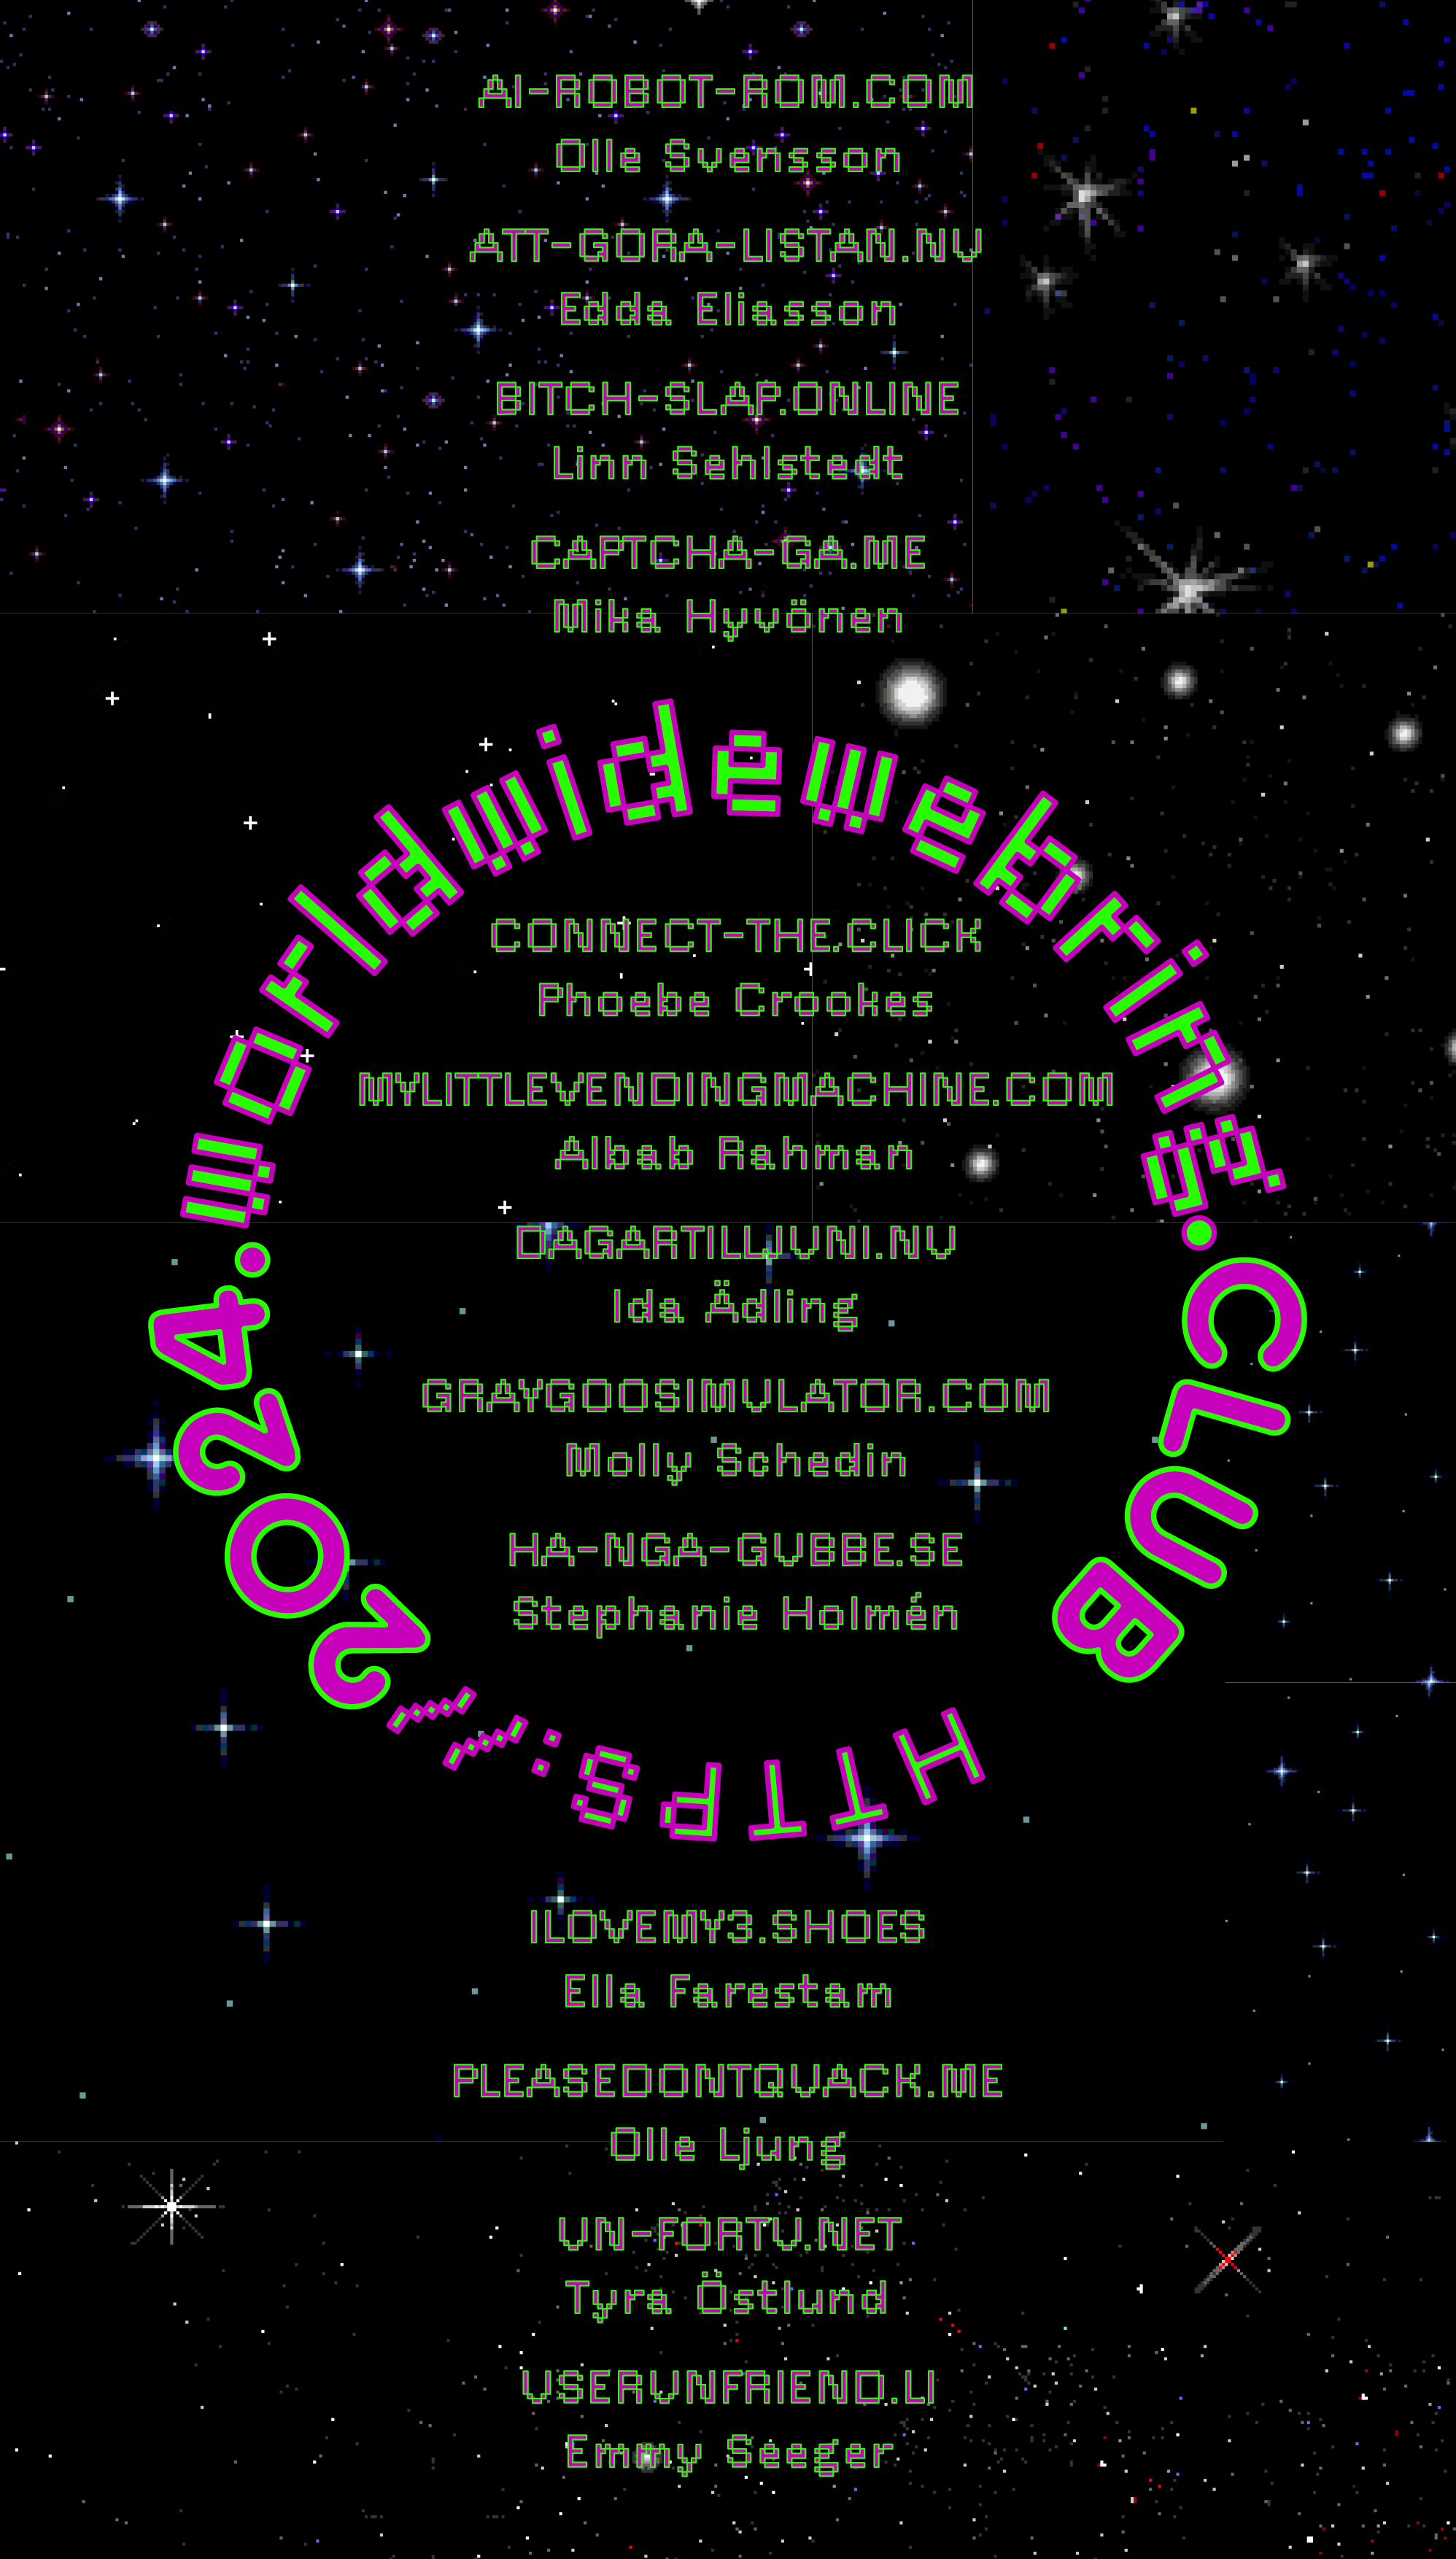 AI-ROBOT-ROM.COM
Olle Svensson
ATT-GORA-LISTAN.NU
Edda Eliasson
BITCH-SLAP.ONLINE
Linn Sehlstedt
CAPTCHA-GA.ME
Mika Hyvönen
HTTPS://2024.worldwidewebring.CLUB
CONNECT-THE.CLICK
Phoebe Crookes
MYLITTLEVENDINGMACHINE.COM
Albab Rahman
DAGARTILLJUNI.NU
Ida Ädling
GRAYGOOSIMULATOR.COM
Molly Schedin
HA-NGA-GUBBE.SE
Stephanie Holmén
ILOVEMY3.SHOES
Ella Farestam
PLEASEDONTQUACK.ME
Olle Ljung
UN-FORTU.NET
Tyra Östlund
USERUNFRIEND.LI
Emmy Seeger